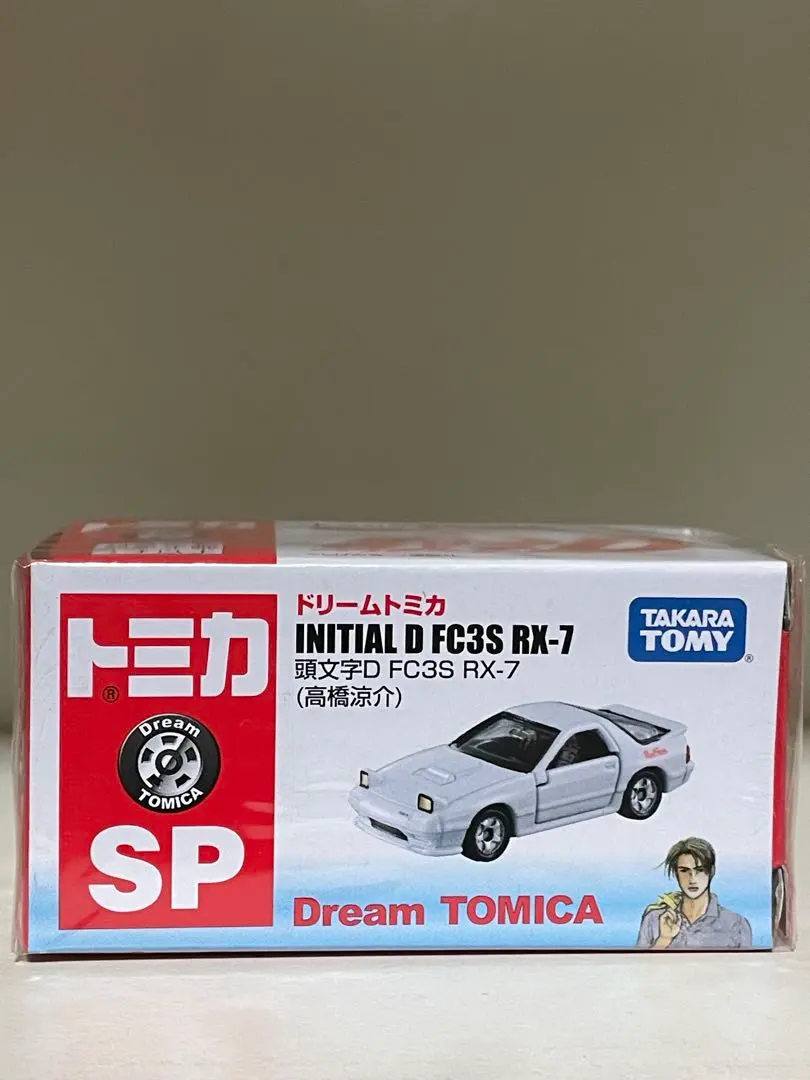 トミカ
®
Dream
TOMICA
SP
ドリームトミカ
INITIAL D FC3S RX-7
頭文字D FC3S RX-7
(高橋涼介)
TAKARA
TOMY
®
Dream TOMICA